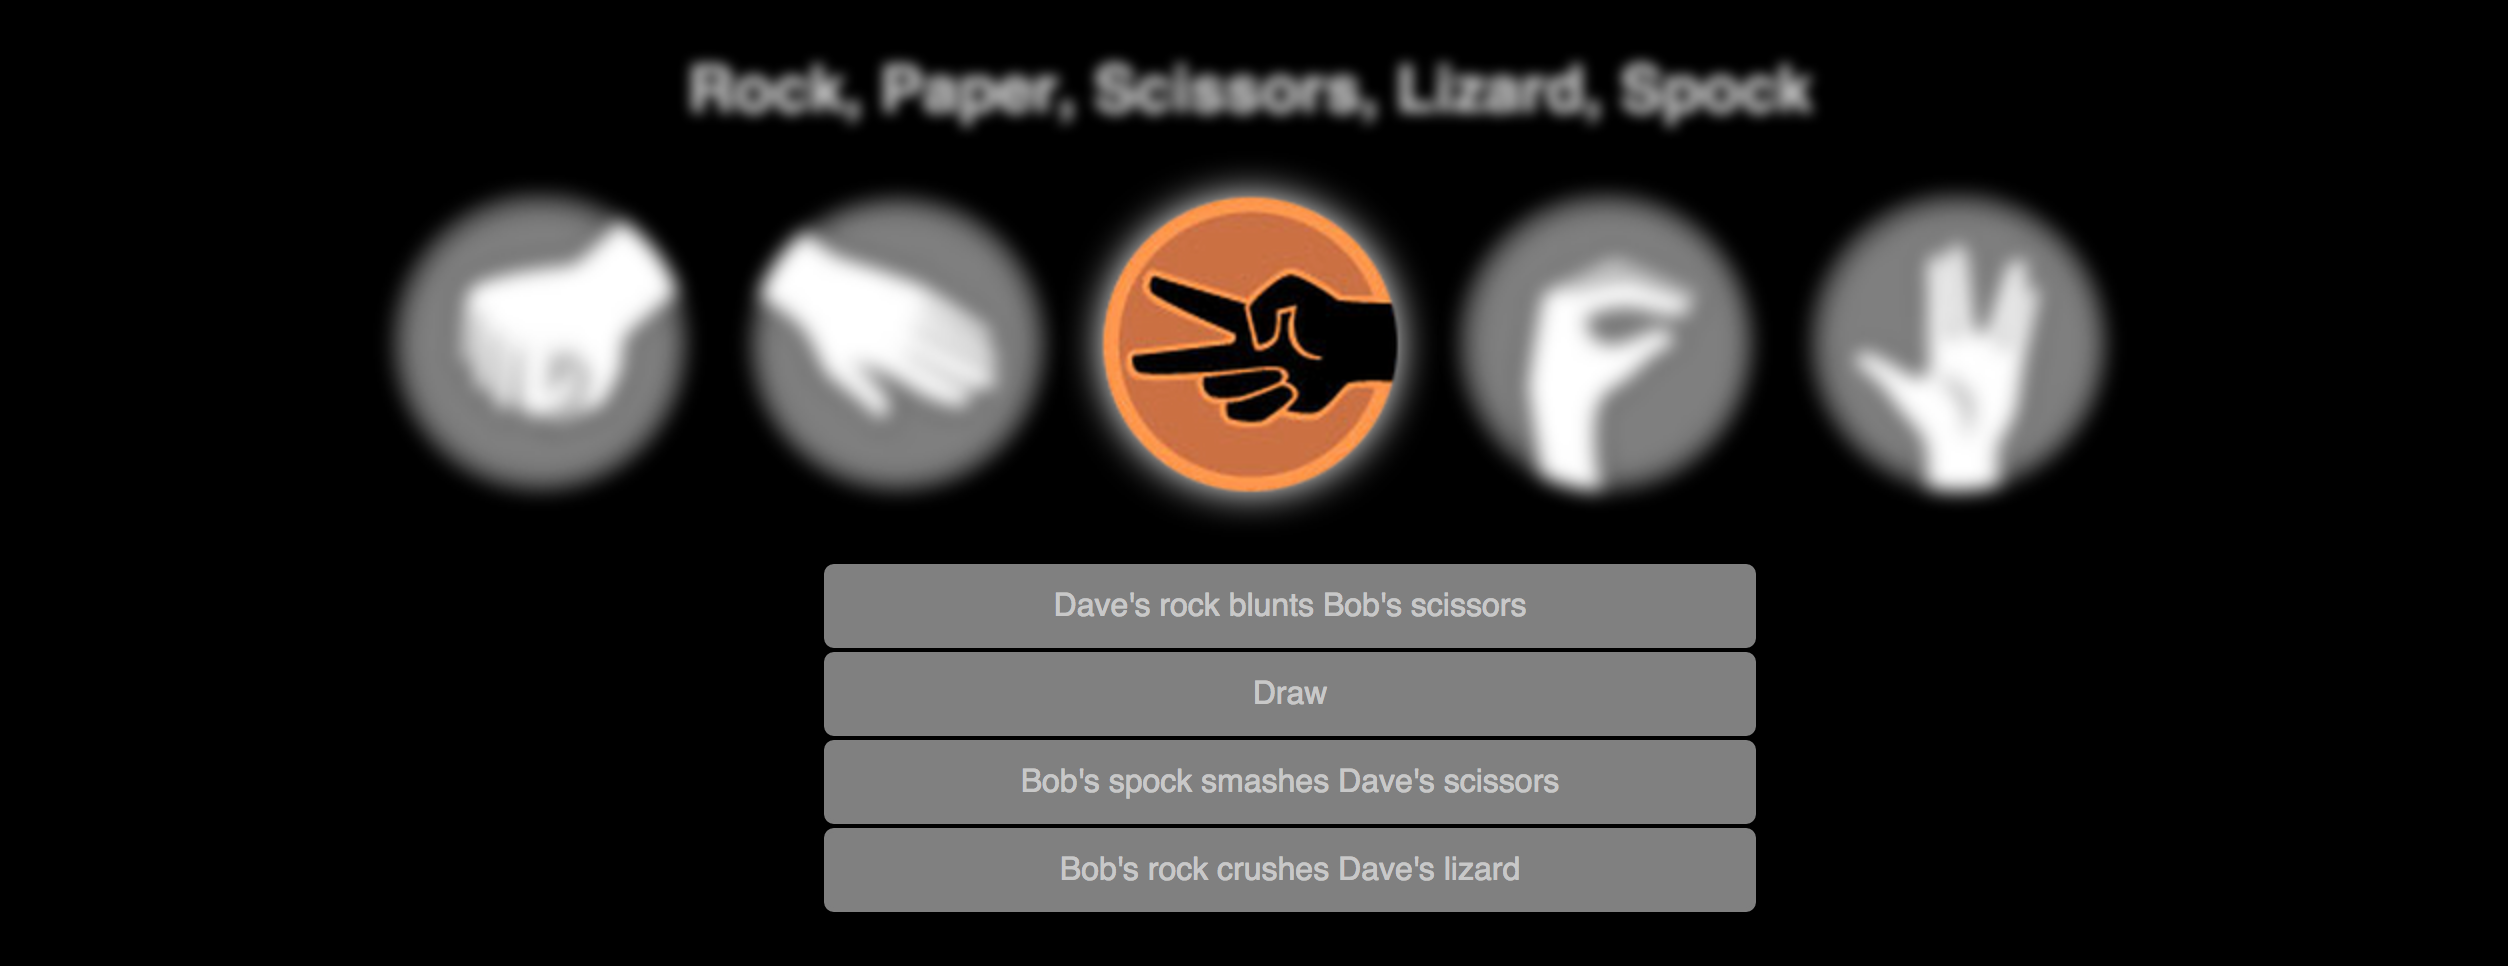 Rock, Paper, Scissors, Lizard, Spock
Dave's rock blunts Bob's scissors
Draw
Bob's spock smashes Dave's scissors
Bob's rock crushes Dave's lizard